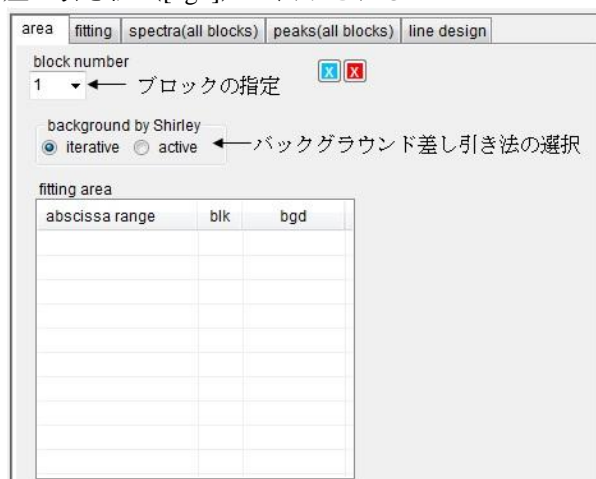 area fitting spectra(all blocks) peaks(all blocks) line design
block number
1 ブロックの指定 X X
background by Shirley
iterative active バックグラウンド差し引き法の選択
fitting area
abscissa range blk bgd